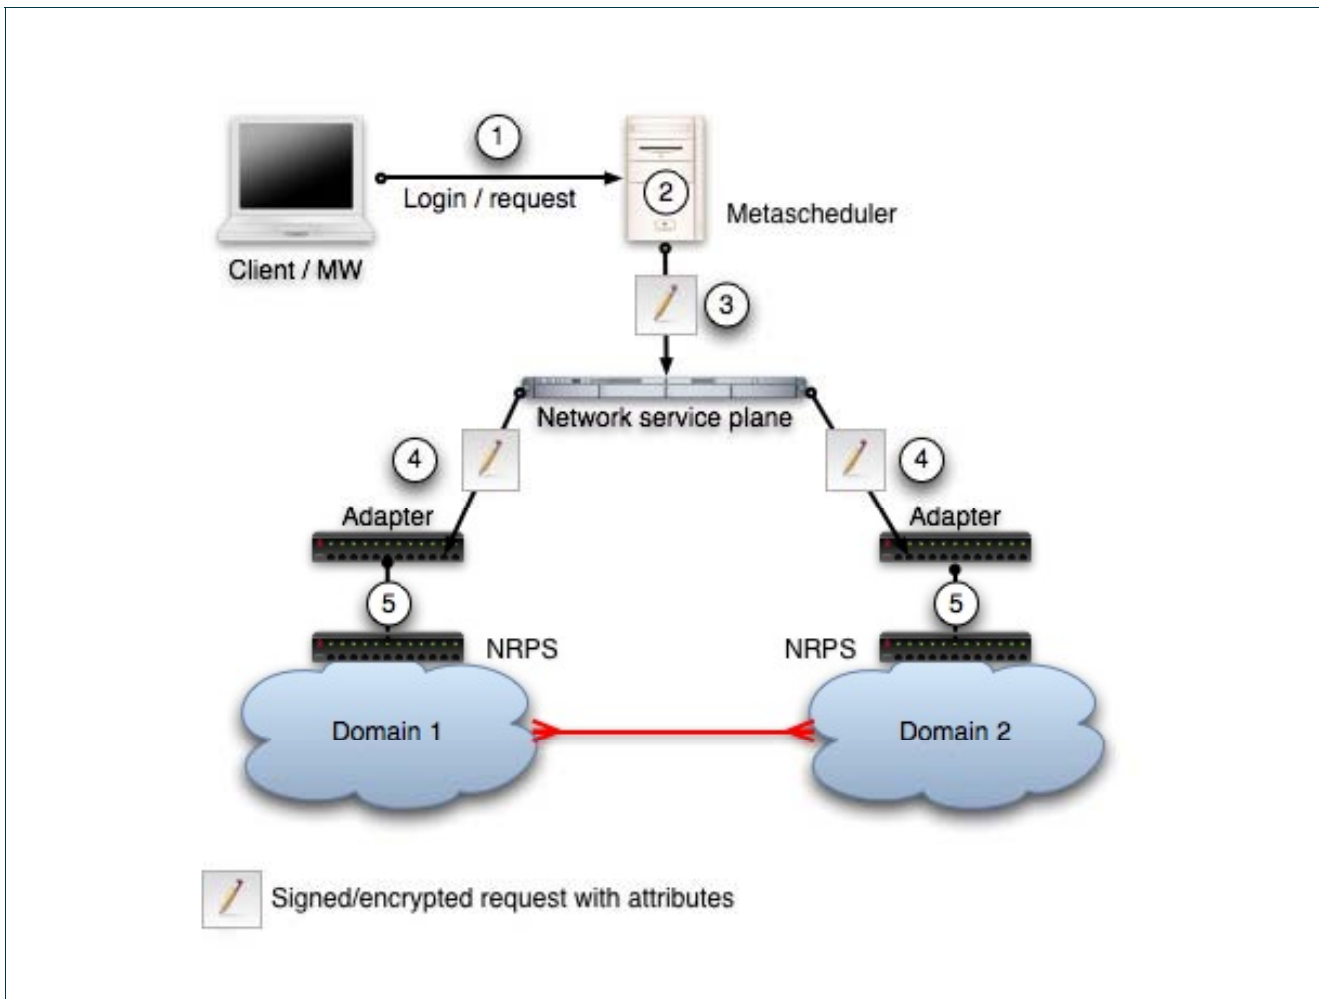 1
Login / request
2
Metascheduler
Client / MW
3
Network service plane
4
4
Adapter
Adapter
5
5
NRPS
NRPS
Domain 1
Domain 2
Signed/encrypted request with attributes